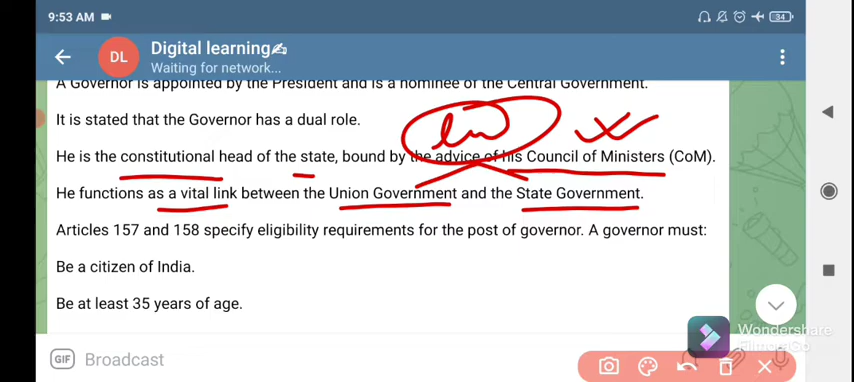 9:53 AM
34
DL
Digital learning✍
Waiting for network...
A Governor is appointed by the President and is a nominee of the Central Government.
It is stated that the Governor has a dual role.
He is the constitutional head of the state, bound by the advice of his Council of Ministers (CoM).
He functions as a vital link between the Union Government and the State Government.
Articles 157 and 158 specify eligibility requirements for the post of governor. A governor must:
Be a citizen of India.
Be at least 35 years of age.
Wondershare
FilmoraGo
GIF
Broadcast